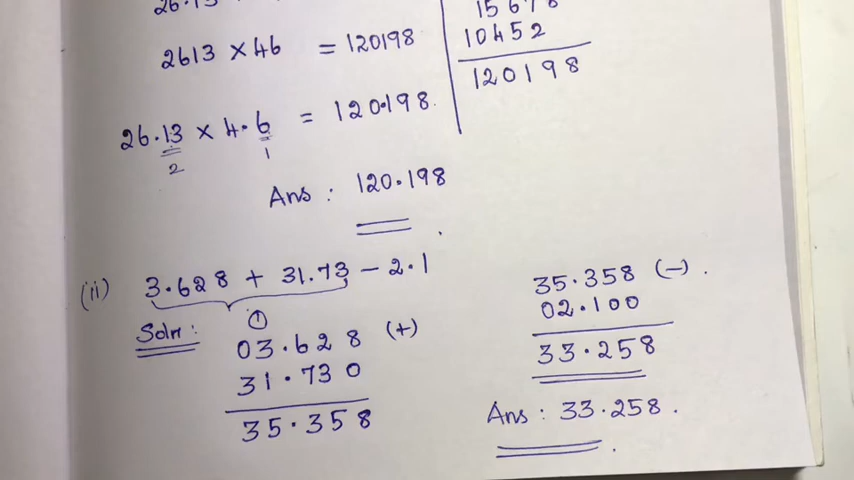 26.13
15678
10452
120198
2613 × 46 = 120198
26.13 × 4.6 = 120.198.
2 1
Ans : 120.198
(ii) 3.628 + 31.73 - 2.1
Soln :
1
03.628 (+)
31.730
35.358
35.358 (-).
02.100
33.258
Ans : 33.258.